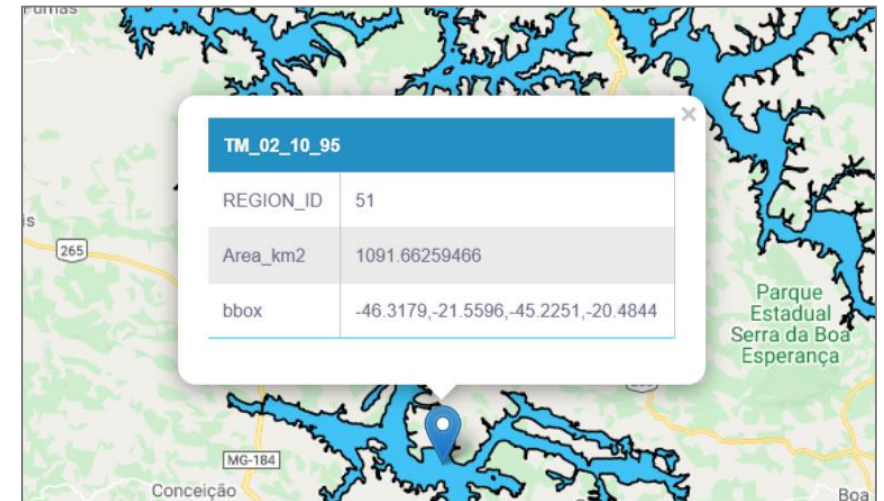 Furnas
TM_02_10_95
×
REGION_ID 51
Area_km2 1091.66259466
bbox -46.3179,-21.5596,-45.2251,-20.4844
is
265
Parque
Estadual
Serra da Boa
Esperança
MG-184
Conceição
Boa